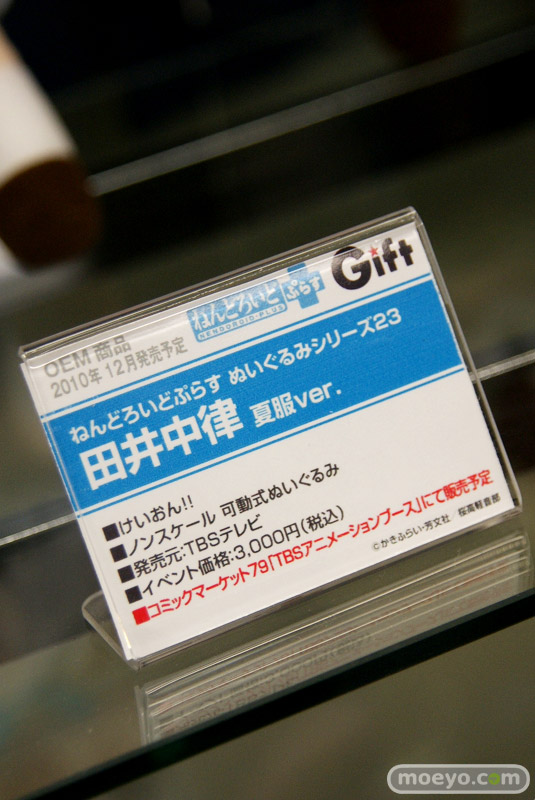 OEM 商品
2010年 12月発売予定
ねんどろいど ぷらす
NENDOROID-PLUS
Gift
ねんどろいどぷらす ぬいぐるみシリーズ23
田井中律 夏服ver.
■けいおん!!
■ノンスケール 可動式ぬいぐるみ
■発売元:TBSテレビ
■イベント価格:3,000円(税込)
■コミックマーケット79「TBSアニメーションブース」にて販売予定
©かきふらい・芳文社／桜高軽音部
moeyo.com